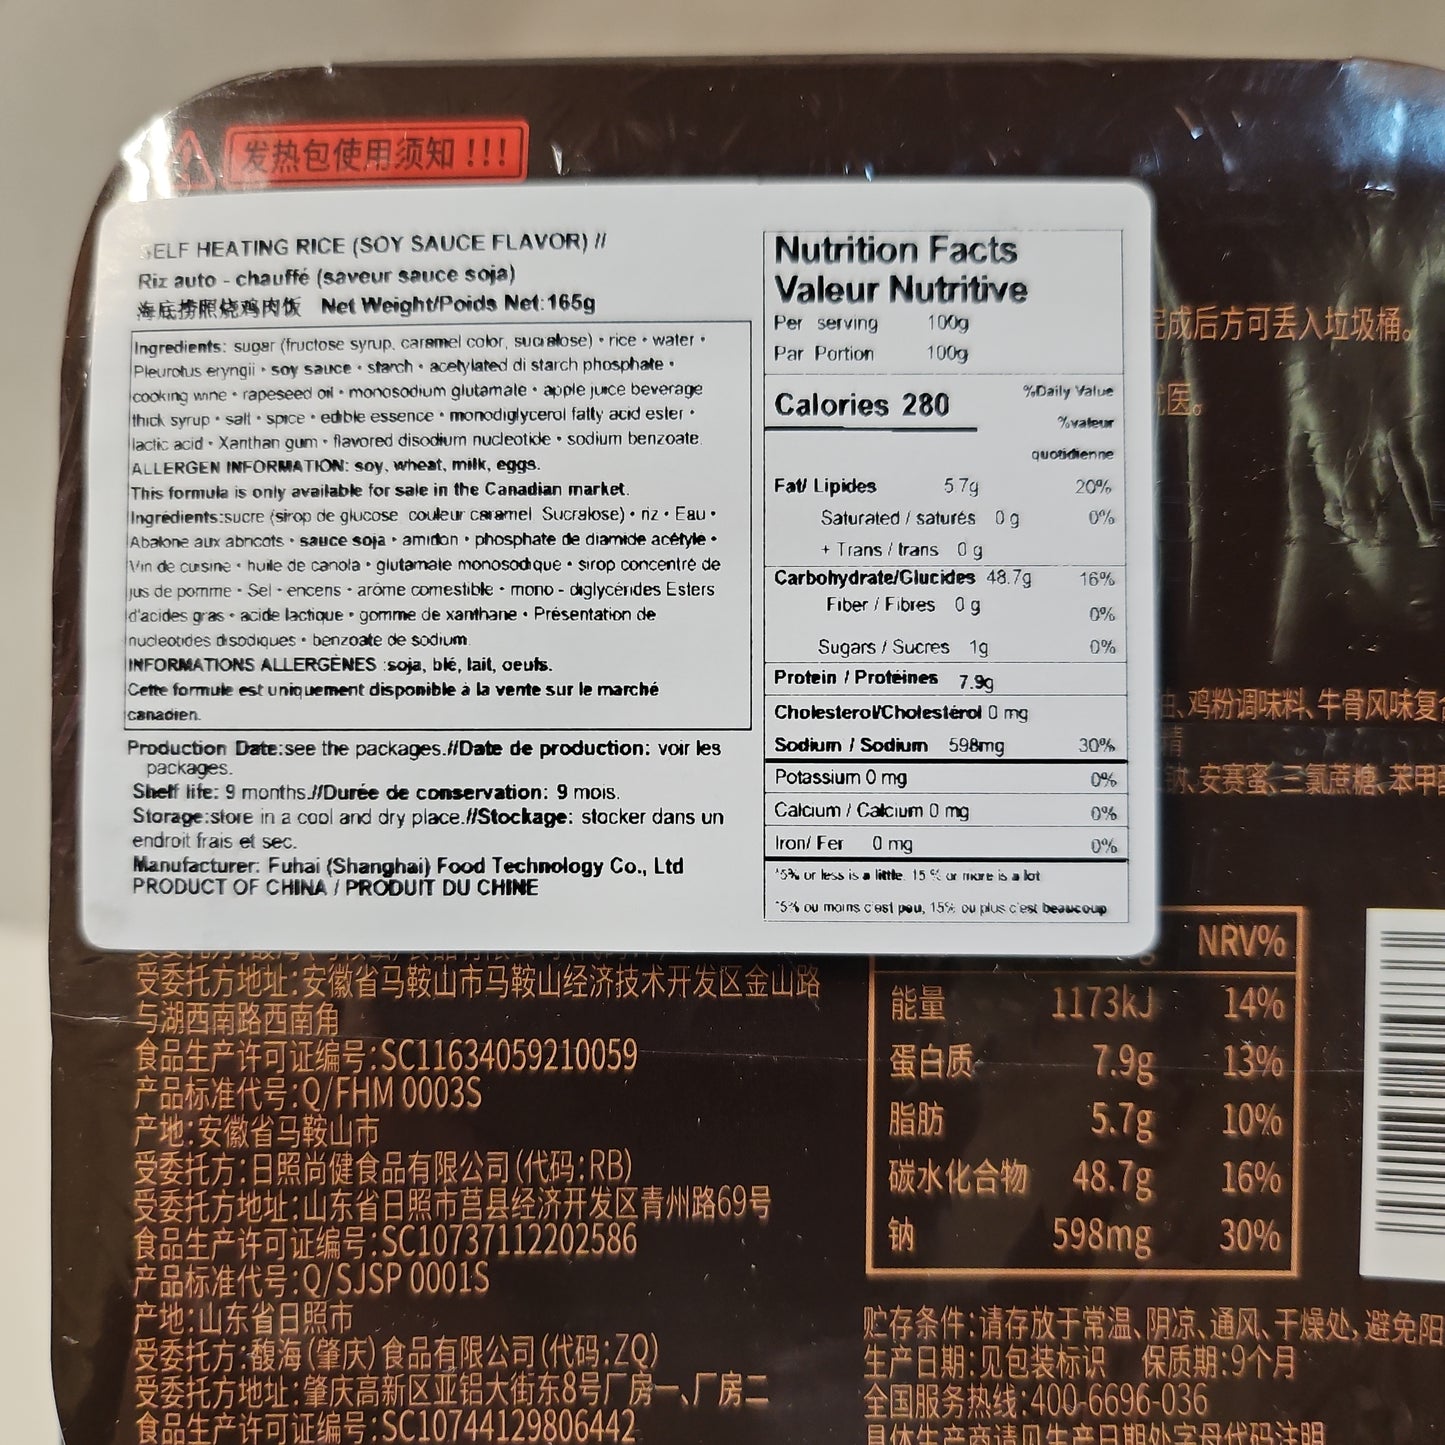 发热包使用须知!!!
SELF HEATING RICE (SOY SAUCE FLAVOR) //
Riz auto - chauffé (saveur sauce soja)
海底捞照烧鸡肉饭 Net Weight/Poids Net:165g
Ingredients: sugar (fructose syrup, caramel color, sucralose) • rice • water •
Pleurotus eryngii • soy sauce • starch • acetylated di starch phosphate •
cooking wine • rapeseed oil • monosodium glutamate • apple juice beverage
thick syrup • salt • spice • edible essence • monodiglycerol fatty acid ester •
lactic acid • Xanthan gum • flavored disodium nucleotide • sodium benzoate.
ALLERGEN INFORMATION: soy, wheat, milk, eggs.
This formula is only available for sale in the Canadian market.
Ingrédients:sucre (sirop de glucose couleur caramel Sucralose) • riz • Eau •
Abalone aux abricots • sauce soja • amidon • phosphate de diamide acétyle •
Vin de cuisine • huile de canola • glutamate monosodique • sirop concentré de
jus de pomme • Sel • encens • arôme comestible • mono - diglycérides Esters
d'acides gras • acide lactique • gomme de xanthane • Présentation de
nucleotides disodiques • benzoate de sodium
INFORMATIONS ALLERGÈNES :soja, blé, lait, oeufs.
Cette formule est uniquement disponible à la vente sur le marché
canadien.
Production Date:see the packages.//Date de production: voir les
packages.
Shelf life: 9 months.//Durée de conservation: 9 mois.
Storage:store in a cool and dry place.//Stockage: stocker dans un
endroit frais et sec.
Manufacturer: Fuhai (Shanghai) Food Technology Co., Ltd
PRODUCT OF CHINA / PRODUIT DU CHINE
Nutrition Facts
Valeur Nutritive
Per serving 100g
Par Portion 100g
Calories 280
%Daily Value
%valeur
quotidienne
Fat/ Lipides 5 7g 20%
Saturated / saturés 0 g 0%
+ Trans / trans 0 g
Carbohydrate/Glucides 48.7g 16%
Fiber / Fibres 0 g 0%
Sugars / Sucres 1g 0%
Protein / Protéines 7.9g
Cholesterol/Cholestérol 0 mg
Sodium / Sodium 598mg 30%
Potassium 0 mg 0%
Calcium / Calcium 0 mg 0%
Iron/ Fer 0 mg 0%
*5% or less is a little. 15 % or more is a lot
*5% ou moins c'est peu, 15% ou plus c'est beaucoup
完成后方可丢入垃圾桶。
医。
油、鸡粉调味料、牛骨风味复合
钠、安赛蜜、三氯蔗糖、苯甲酸
受委托方地址:安徽省马鞍山市马鞍山经济技术开发区金山路
与湖西南路西南角
食品生产许可证编号:SC11634059210059
产品标准代号:Q/FHM 0003S
产地:安徽省马鞍山市
受委托方:日照尚健食品有限公司(代码:RB)
受委托方地址:山东省日照市莒县经济开发区青州路69号
食品生产许可证编号:SC10737112202586
产品标准代号:Q/SJSP 0001S
产地:山东省日照市
受委托方:馥海(肇庆)食品有限公司(代码:ZQ)
受委托方地址:肇庆高新区亚铝大街东8号厂房一、厂房二
食品生产许可证编号:SC10744129806442
NRV%
能量 1173kJ 14%
蛋白质 7.9g 13%
脂肪 5.7g 10%
碳水化合物 48.7g 16%
钠 598mg 30%
贮存条件:请存放于常温、阴凉、通风、干燥处,避免阳
生产日期:见包装标识 保质期:9个月
全国服务热线:400-6696-036
具体生产商请见生产日期处字母代码注明